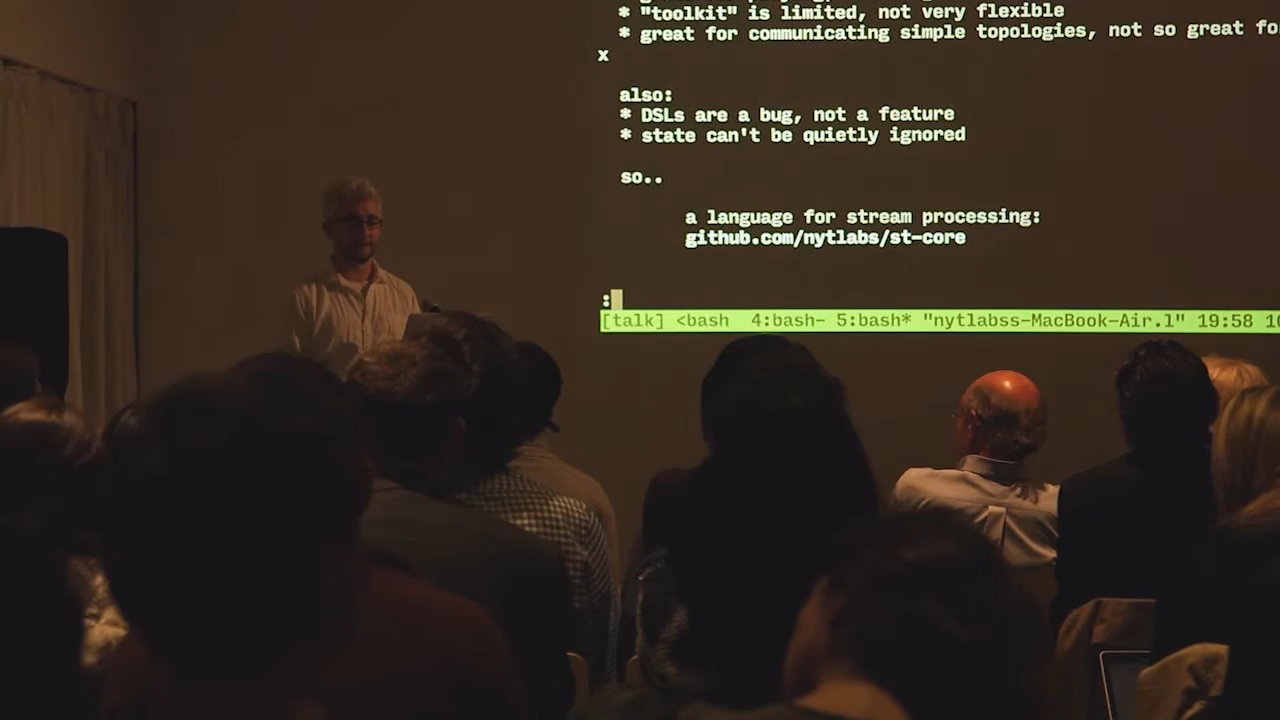 * "toolkit" is limited, not very flexible
* great for communicating simple topologies, not so great
x
also:
* DSLs are a bug, not a feature
* state can't be quietly ignored
so..
a language for stream processing:
github.com/nytlabs/st-core
:
[talk] <bash 4:bash- 5:bash* "nytlabss-MacBook-Air.l" 19:58